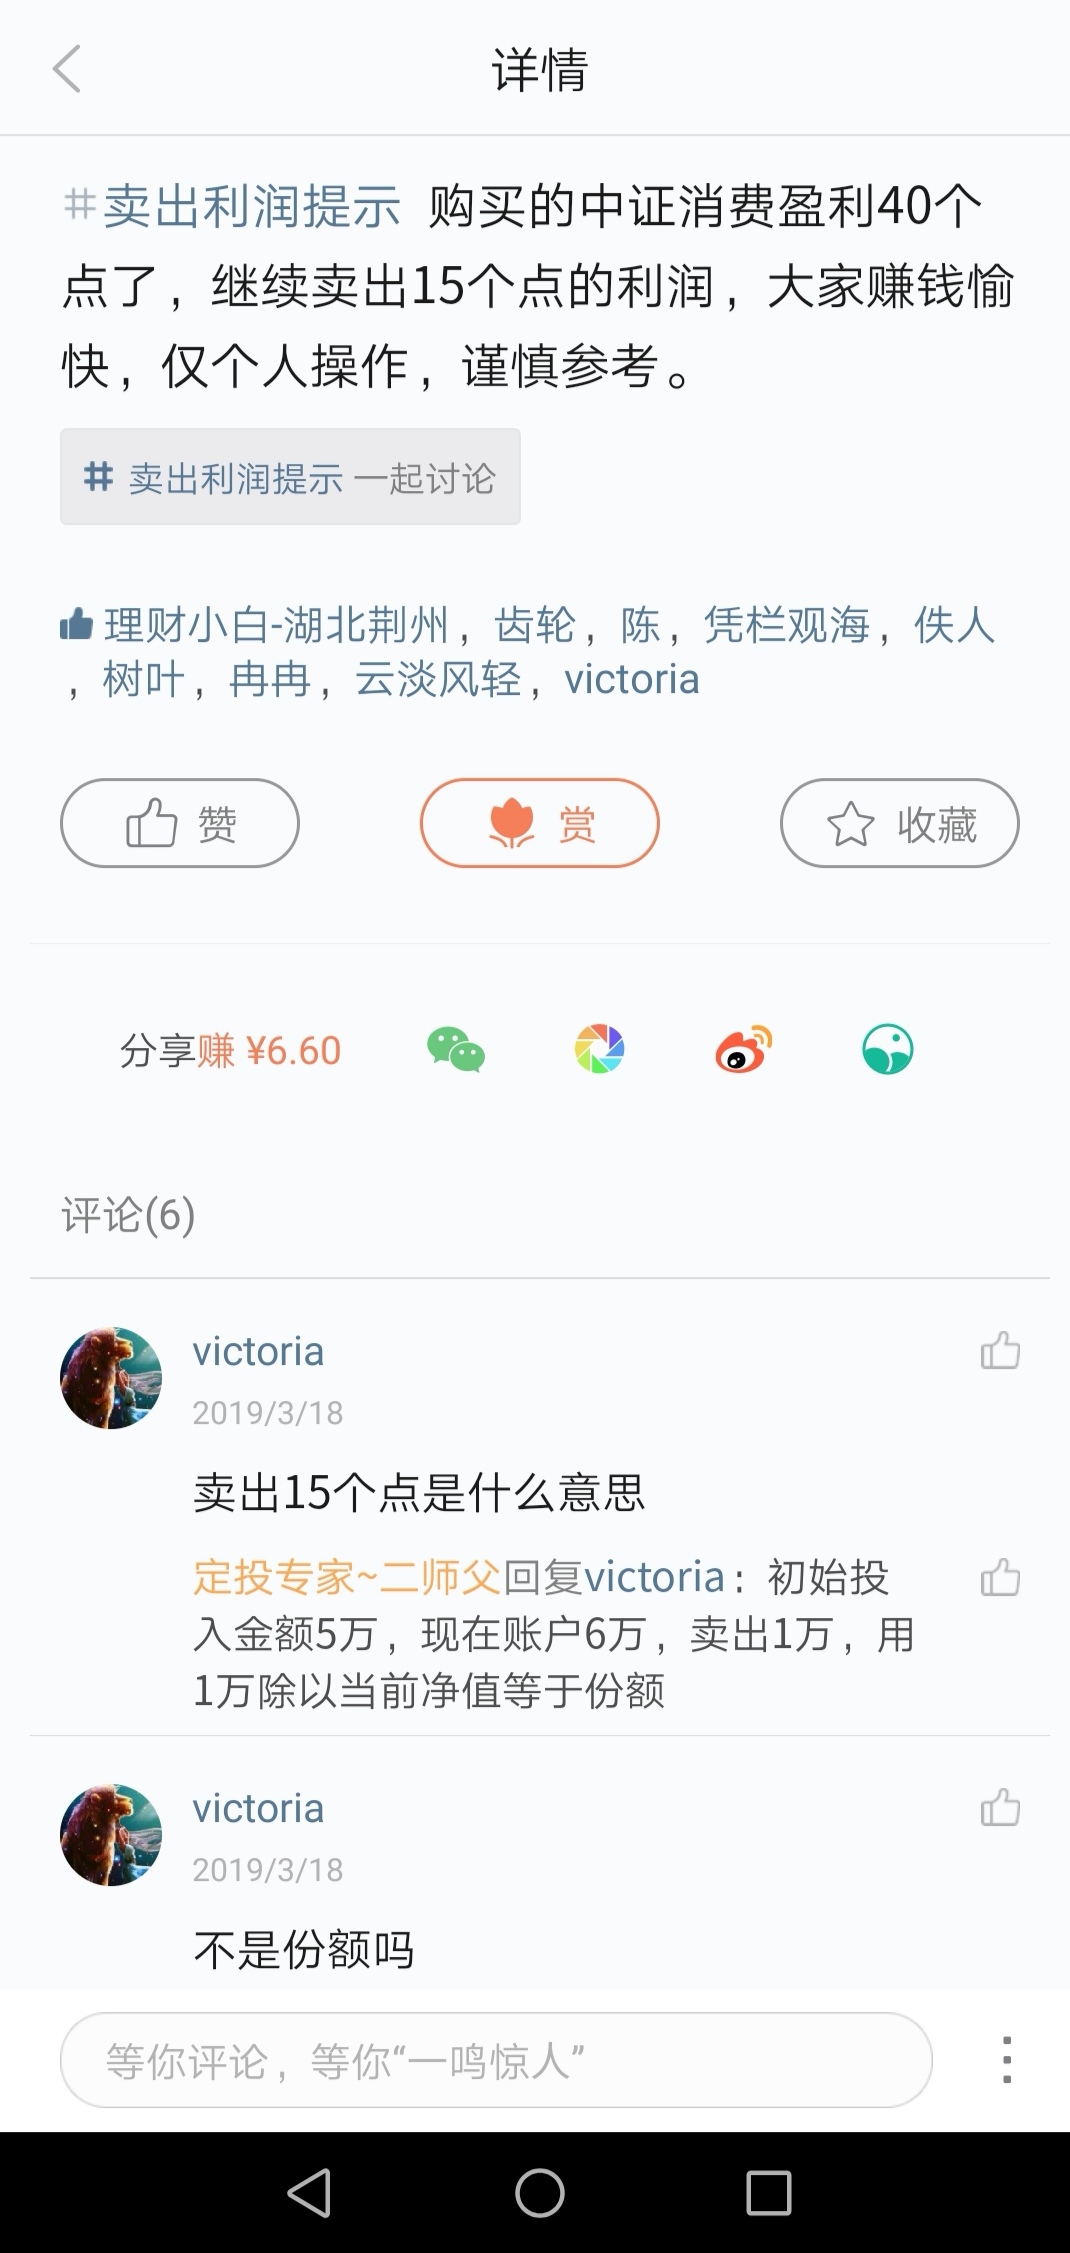 详情
#卖出利润提示 购买的中证消费盈利40个
点了，继续卖出15个点的利润，大家赚钱愉
快，仅个人操作，谨慎参考。
# 卖出利润提示 一起讨论
理财小白-湖北荆州，齿轮，陈，凭栏观海，佚人
，树叶，冉冉，云淡风轻，victoria
赞 赏 收藏
分享赚 ¥6.60
评论(6)
victoria
2019/3/18
卖出15个点是什么意思
定投专家~二师父回复victoria：初始投
入金额5万，现在账户6万，卖出1万，用
1万除以当前净值等于份额
victoria
2019/3/18
不是份额吗
等你评论，等你“一鸣惊人”